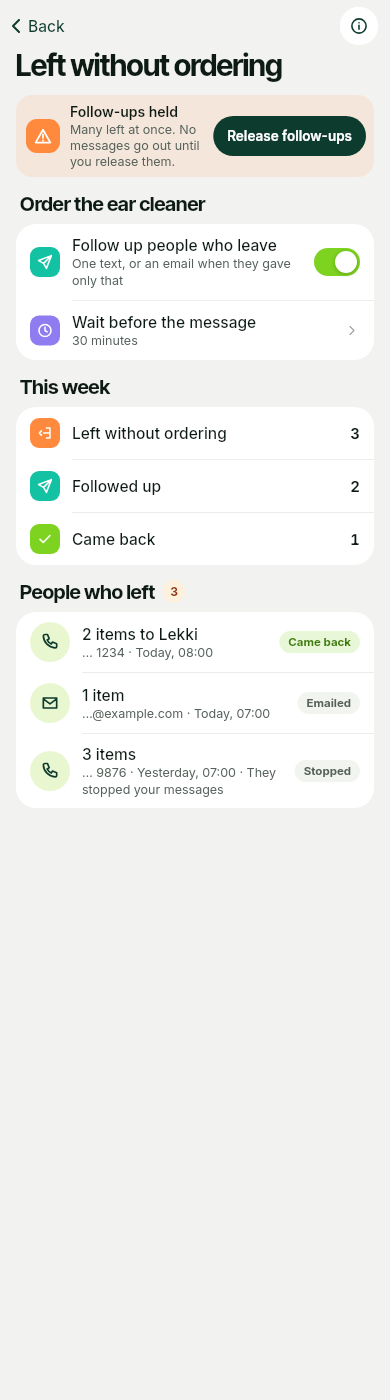 Back
Left without ordering
Follow-ups held
Many left at once. No
messages go out until
you release them.
Release follow-ups
Order the ear cleaner
Follow up people who leave
One text, or an email when they gave
only that
Wait before the message
30 minutes
This week
Left without ordering 3
Followed up 2
Came back 1
People who left 3
2 items to Lekki
... 1234 · Today, 08:00
Came back
1 item
...@example.com · Today, 07:00
Emailed
3 items
... 9876 · Yesterday, 07:00 · They
stopped your messages
Stopped